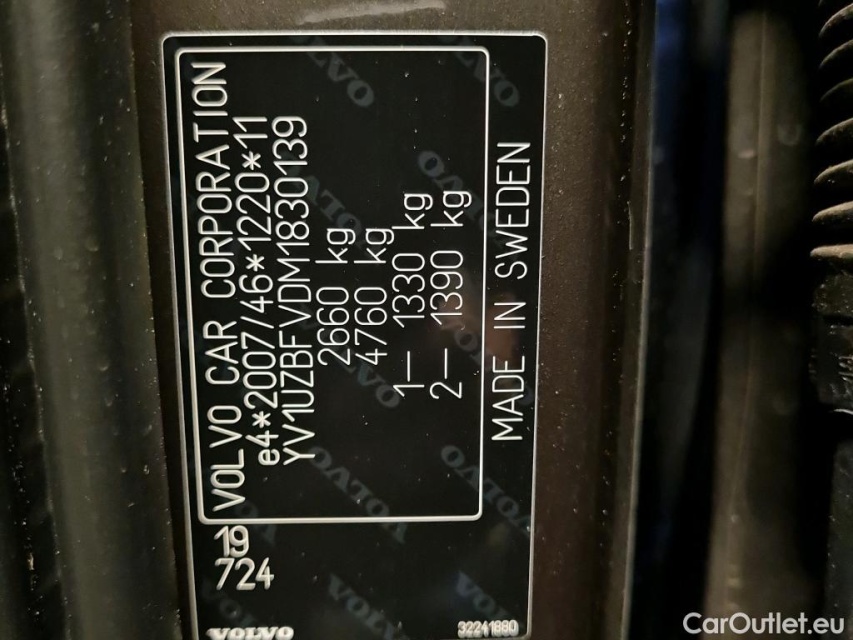 VOLVO CAR CORPORATION
e4*2007/46*1220*11
YV1UZBFVDM1830139
2660 kg
4760 kg
1– 1330 kg
2– 1390 kg
MADE IN SWEDEN
19
724
VOLVO
32241880
CarOutlet.eu